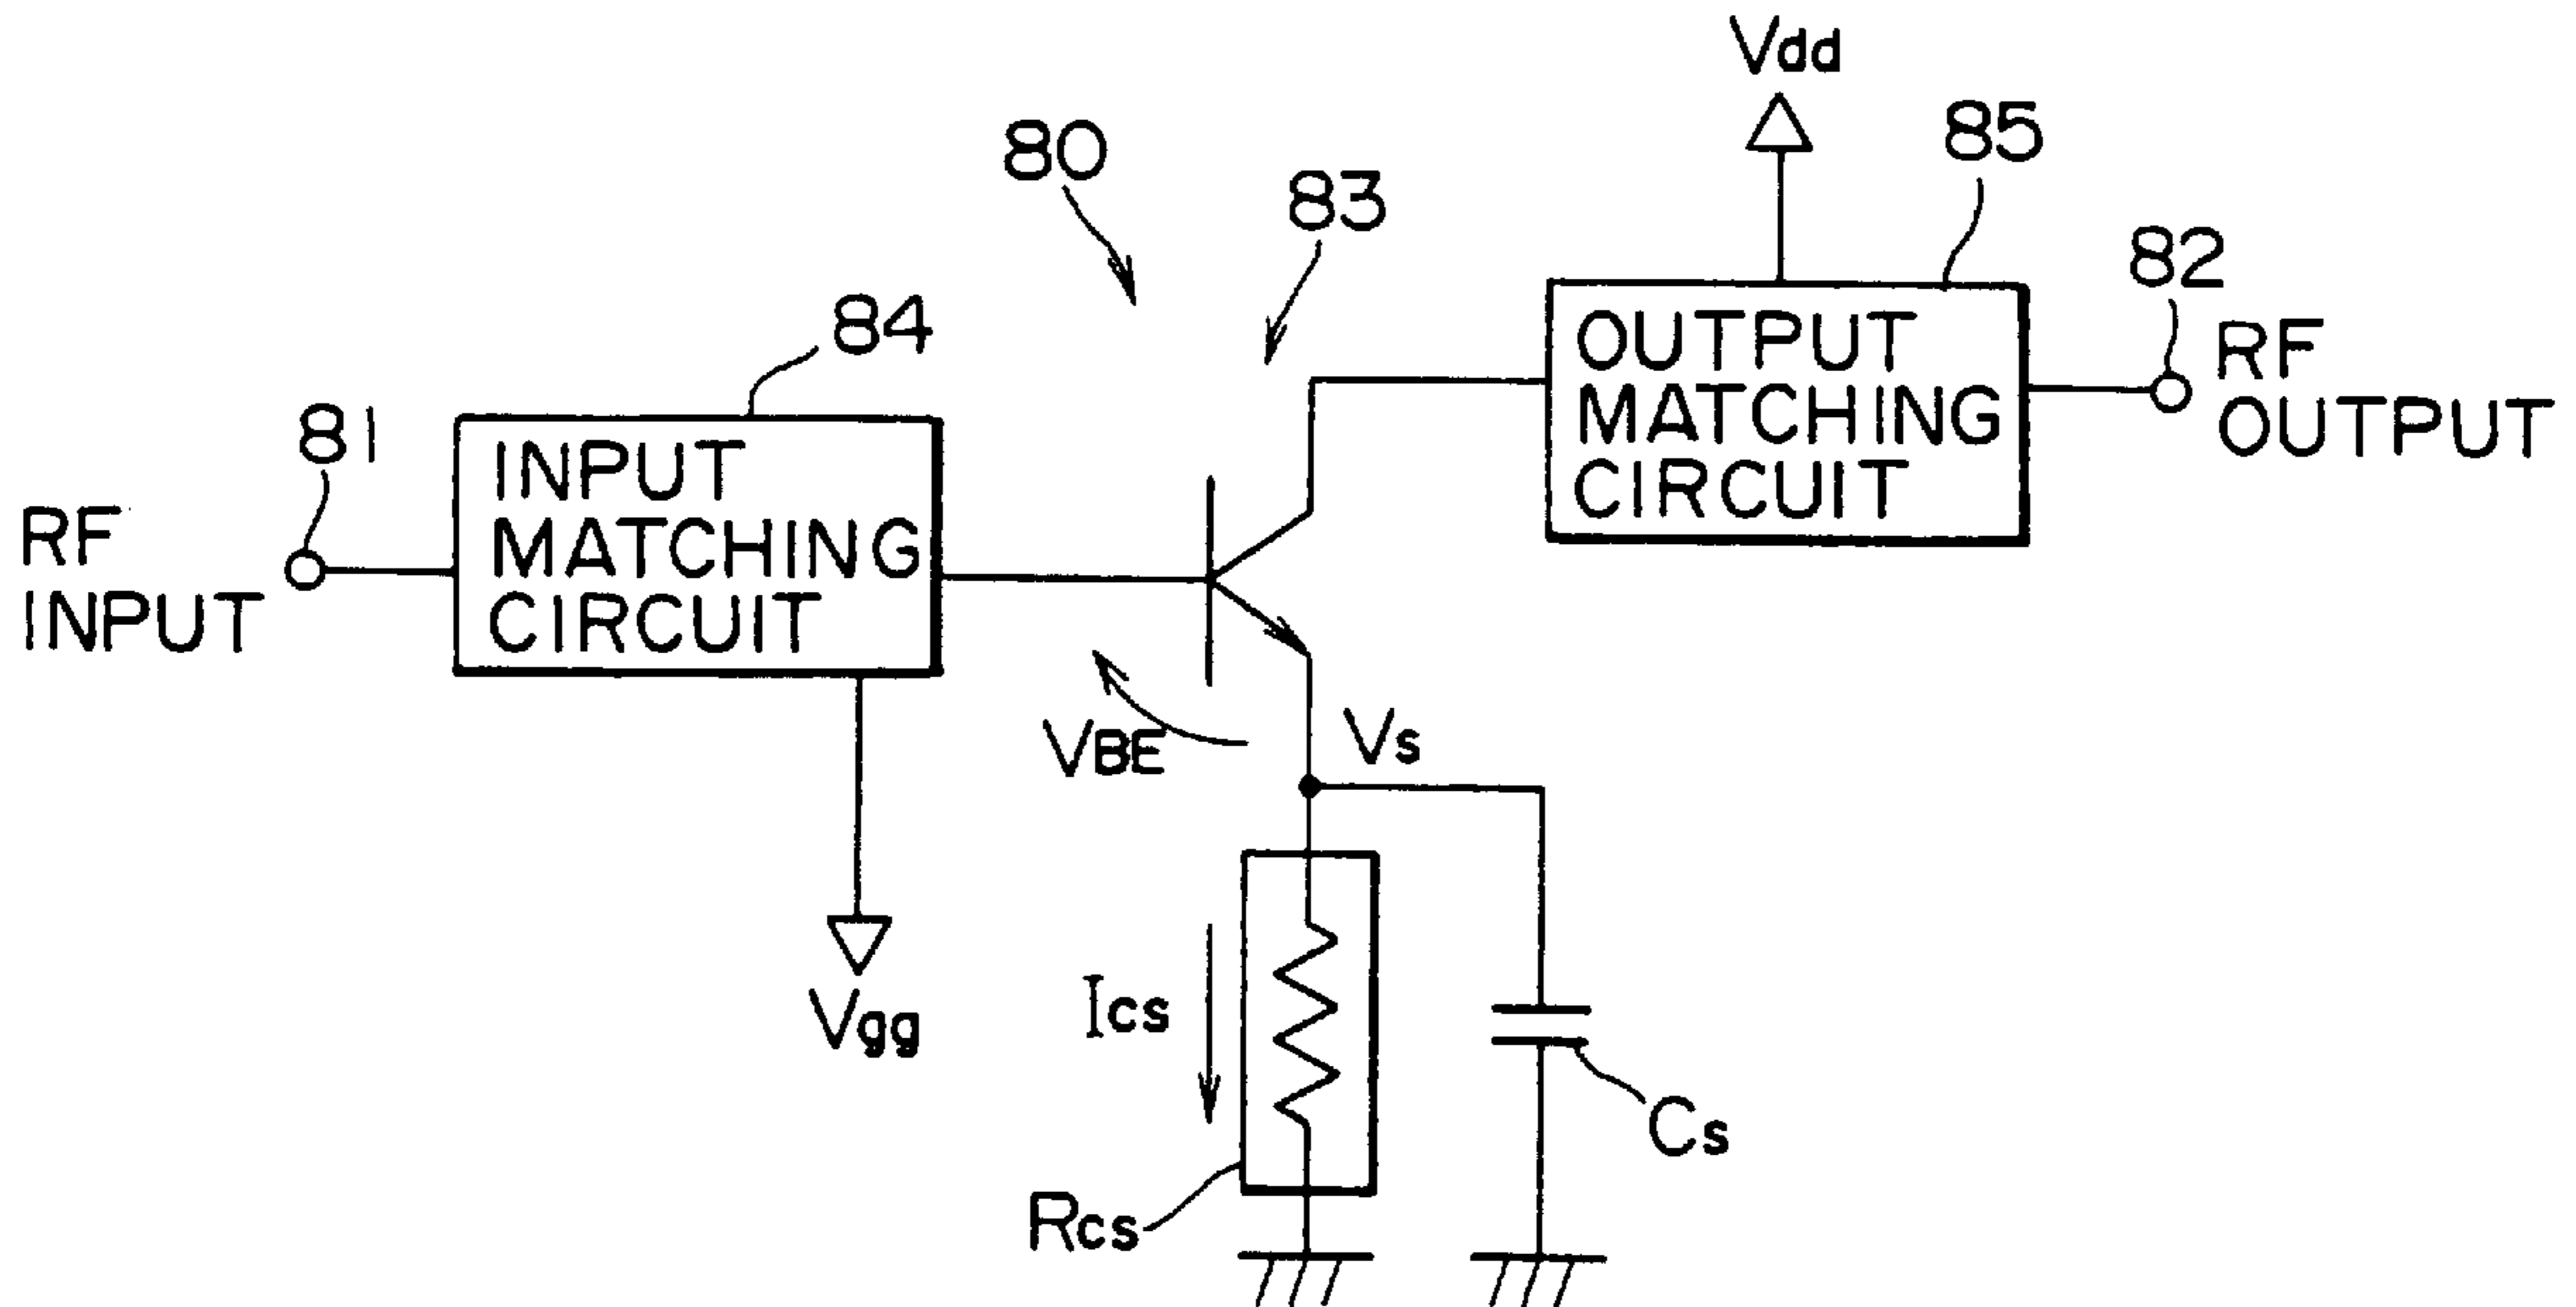 Vdd
80
83
85
82
84
81
RF
INPUT
INPUT
MATCHING
CIRCUIT
OUTPUT
MATCHING
CIRCUIT
RF
OUTPUT
VBE
Vs
Vgg
Ics
Cs
Rcs